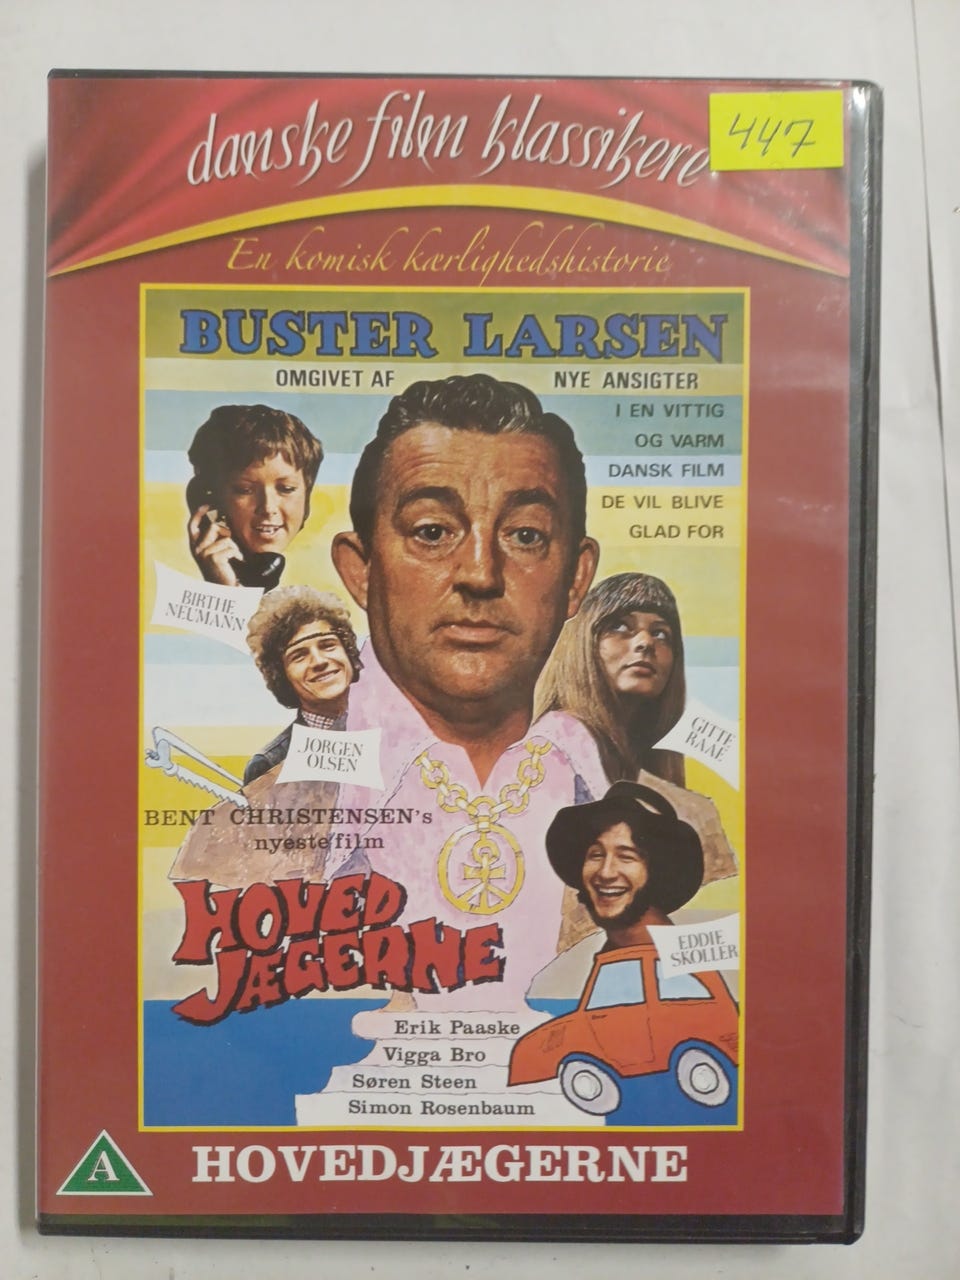 danske film klassikere
447
En komisk kærlighedshistorie
BUSTER LARSEN
OMGIVET AF NYE ANSIGTER
I EN VITTIG
OG VARM
DANSK FILM
DE VIL BLIVE
GLAD FOR
BIRTHE
NEUMANN
JORGEN
OLSEN
GITTE
RAAE
BENT CHRISTENSEN's
nyeste film
HOVED
JÆGERNE
EDDIE
SKOLLER
Erik Paaske
Vigga Bro
Søren Steen
Simon Rosenbaum
A
HOVEDJÆGERNE